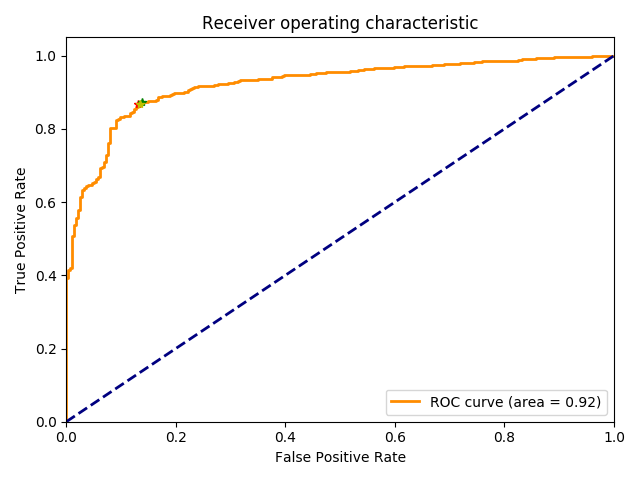 Receiver operating characteristic
1.0
0.8
0.6
0.4
0.2
0.0
True Positive Rate
ROC curve (area = 0.92)
0.0 0.2 0.4 0.6 0.8 1.0
False Positive Rate